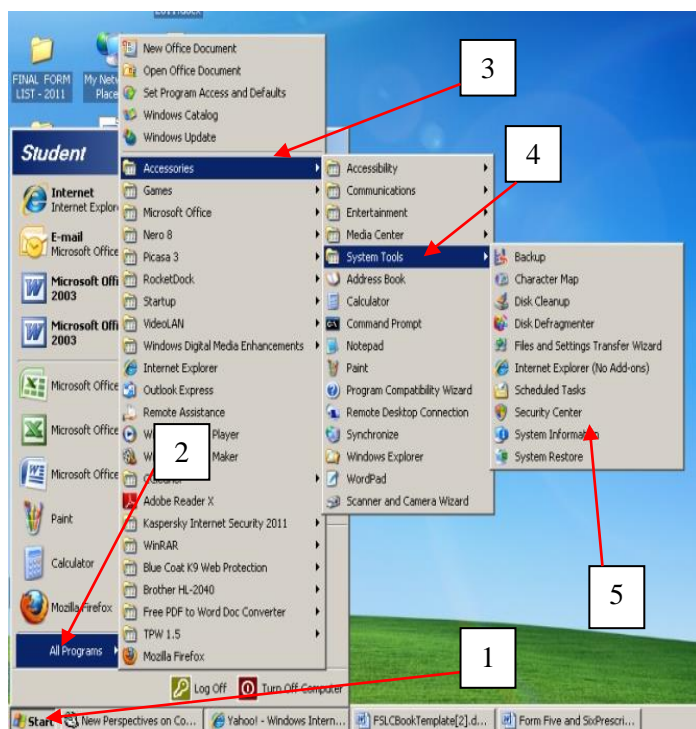 2011.docx
FINAL FORM
LIST - 2011
My Netw
Place
Student
Internet
Internet Explor
E-mail
Microsoft Office
Microsoft Offi
2003
Microsoft Offi
2003
Microsoft Office
Microsoft Office
Microsoft Office
Paint
Calculator
Mozilla Firefox
All Programs
Log Off
Turn Off Computer
New Office Document
Open Office Document
Set Program Access and Defaults
Windows Catalog
Windows Update
Accessories
Games
Microsoft Office
Nero 8
Picasa 3
RocketDock
Startup
VideoLAN
Windows Digital Media Enhancements
Internet Explorer
Outlook Express
Remote Assistance
Player
Maker
Adobe Reader X
Kaspersky Internet Security 2011
WinRAR
Blue Coat K9 Web Protection
Brother HL-2040
Free PDF to Word Doc Converter
TPW 1.5
Mozilla Firefox
Accessibility
Communications
Entertainment
Media Center
System Tools
Address Book
Calculator
Command Prompt
Notepad
Paint
Program Compatibility Wizard
Remote Desktop Connection
Synchronize
Windows Explorer
WordPad
Scanner and Camera Wizard
Backup
Character Map
Disk Cleanup
Disk Defragmenter
Files and Settings Transfer Wizard
Internet Explorer (No Add-ons)
Scheduled Tasks
Security Center
System Information
System Restore
3
4
2
5
1
Start
New Perspectives on Co...
Yahoo! - Windows Intern...
FSLCBookTemplate[2].d...
Form Five and SixPrescri...